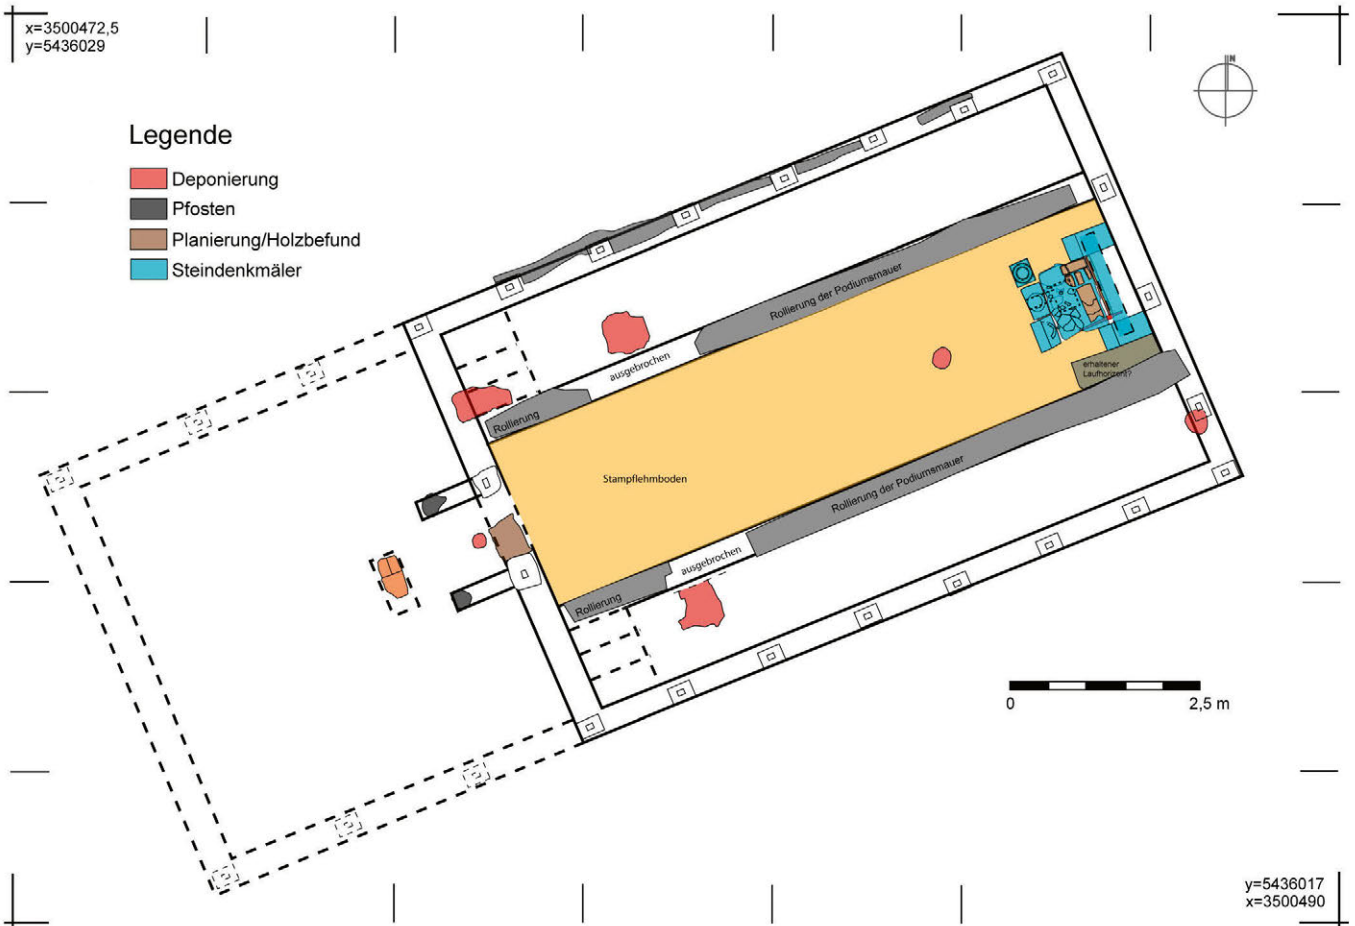 x=3500472,5
y=5436029
N
Legende
Deponierung
Pfosten
Planierung/Holzbefund
Steindenkmäler
Rollierung der Podiumsmauer
ausgebrochen
erhaltener
Laufhorizont?
Rollierung
Stampflehmboden
Rollierung der Podiumsmauer
ausgebrochen
Rollierung
0 2,5 m
y=5436017
x=3500490